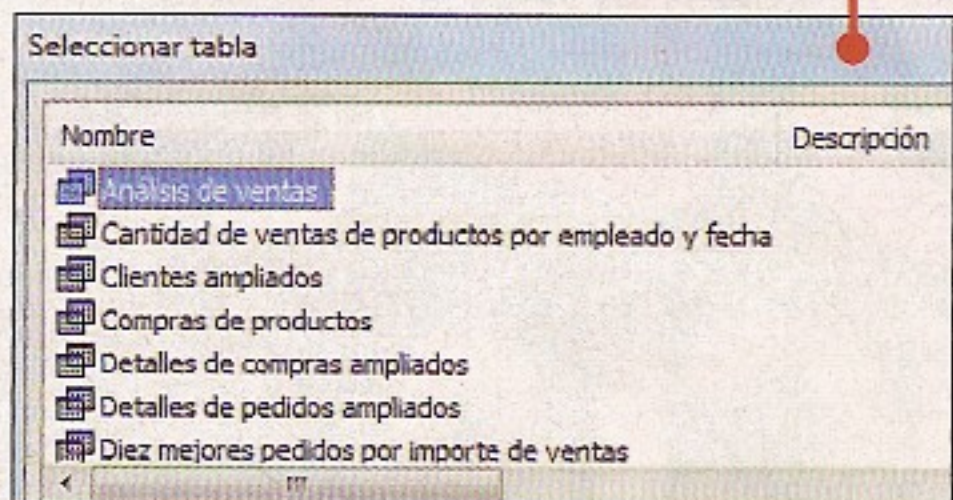 Seleccionar tabla
Nombre Descripción
Análisis de ventas
Cantidad de ventas de productos por empleado y fecha
Clientes ampliados
Compras de productos
Detalles de compras ampliados
Detalles de pedidos ampliados
Diez mejores pedidos por importe de ventas